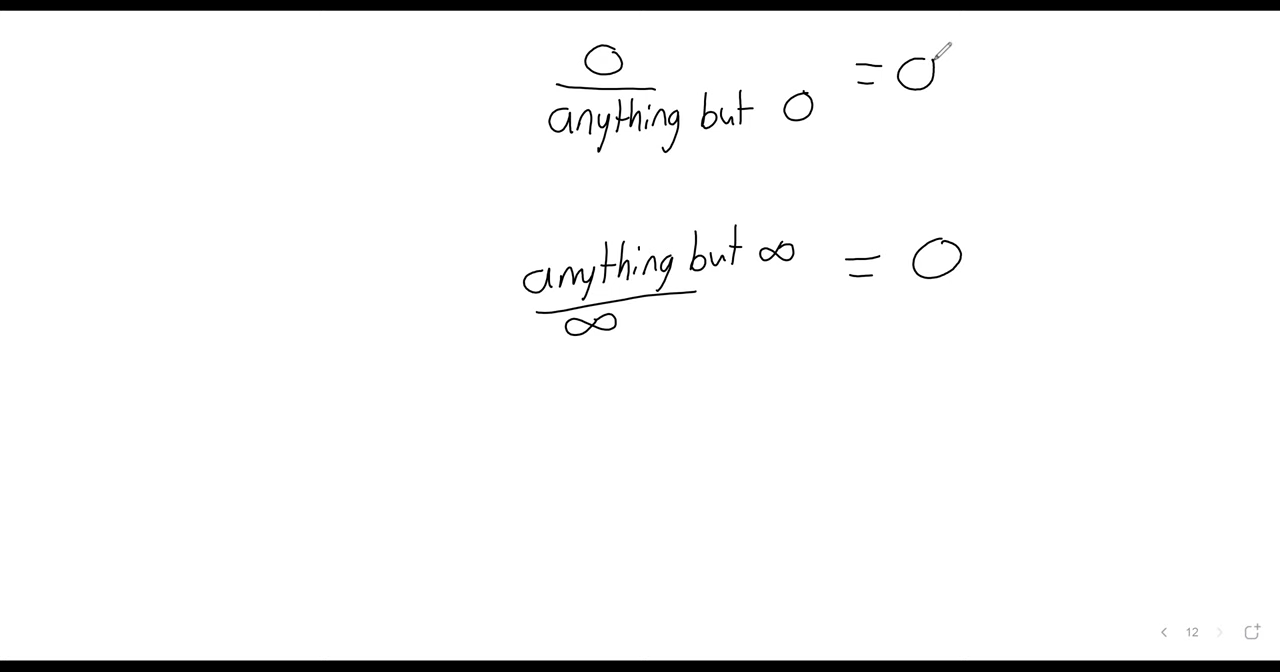 0
anything but 0 = 0
anything but ∞ = 0
∞
12